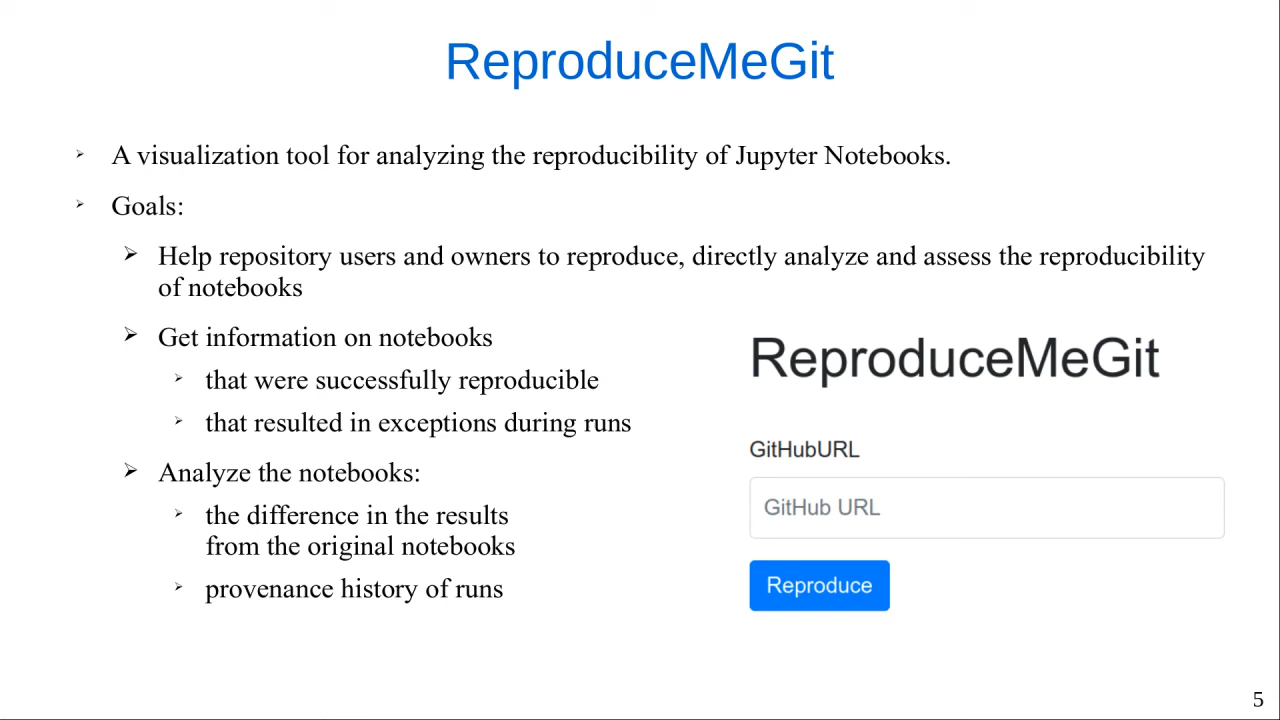 ReproduceMeGit
A visualization tool for analyzing the reproducibility of Jupyter Notebooks.
Goals:
Help repository users and owners to reproduce, directly analyze and assess the reproducibility
of notebooks
Get information on notebooks
that were successfully reproducible
that resulted in exceptions during runs
Analyze the notebooks:
the difference in the results
from the original notebooks
provenance history of runs
ReproduceMeGit
GitHubURL
GitHub URL
Reproduce
5